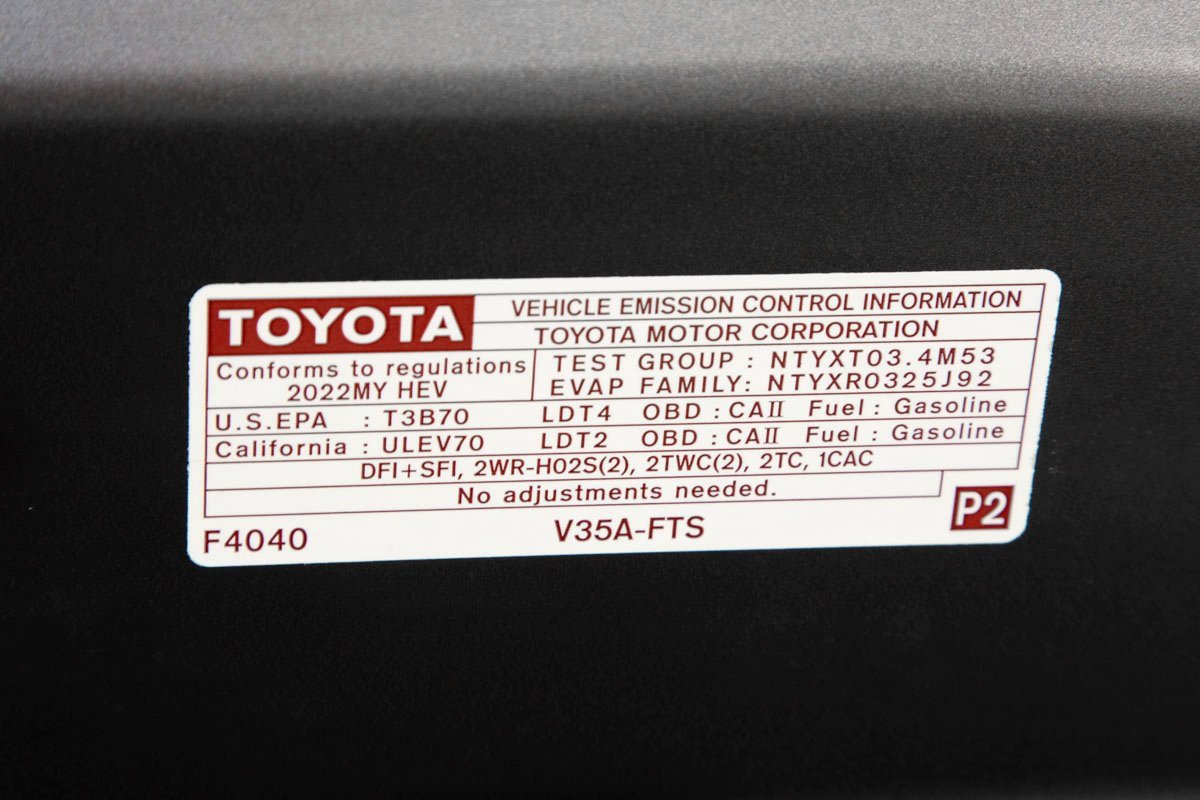 TOYOTA
VEHICLE EMISSION CONTROL INFORMATION
TOYOTA MOTOR CORPORATION
Conforms to regulations
2022MY HEV
TEST GROUP : NTYXT03.4M53
EVAP FAMILY: NTYXR0325J92
U.S.EPA : T3B70 LDT4 OBD : CAII Fuel : Gasoline
California : ULEV70 LDT2 OBD : CAII Fuel : Gasoline
DFI+SFI, 2WR-HO2S(2), 2TWC(2), 2TC, 1CAC
No adjustments needed.
F4040
V35A-FTS
P2